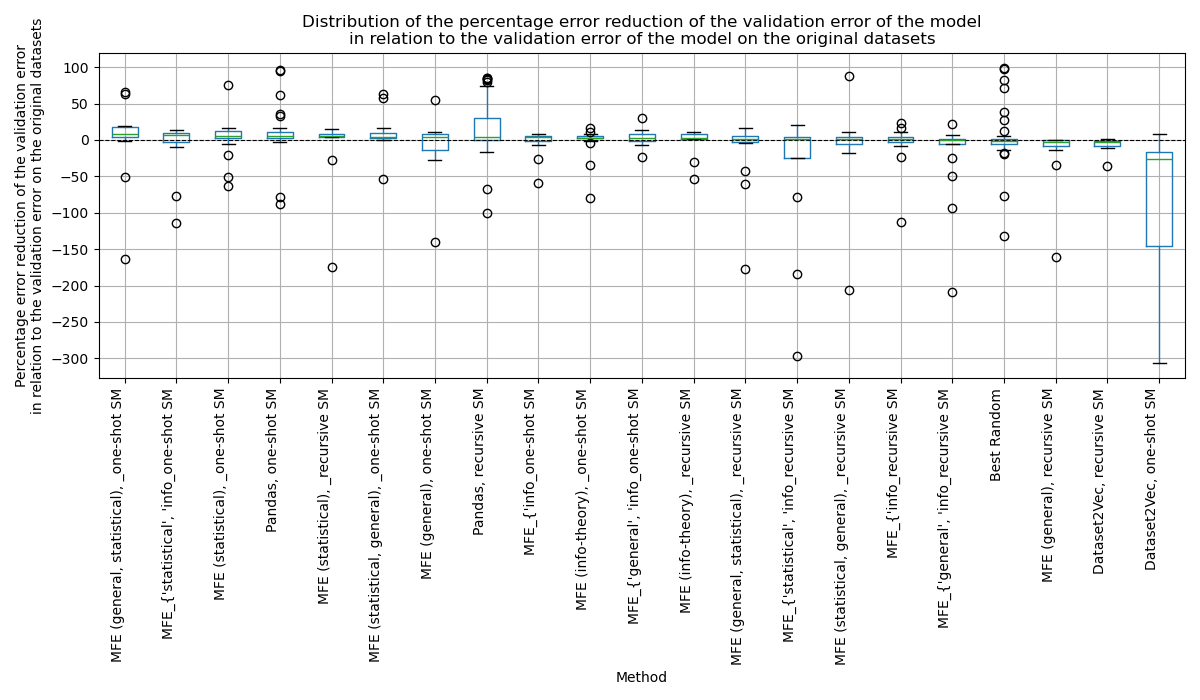 Distribution of the percentage error reduction of the validation error of the model
in relation to the validation error of the model on the original datasets
Percentage error reduction of the validation error
in relation to the validation error on the original datasets
100
50
0
−50
−100
−150
−200
−250
−300
MFE (general, statistical), _one-shot SM
MFE_{'statistical', 'info_one-shot SM
MFE (statistical), _one-shot SM
Pandas, one-shot SM
MFE (statistical), _recursive SM
MFE (statistical, general), _one-shot SM
MFE (general), one-shot SM
Pandas, recursive SM
MFE_{'info_one-shot SM
MFE (info-theory), _one-shot SM
MFE_{'general', 'info_one-shot SM
MFE (info-theory), _recursive SM
MFE (general, statistical), _recursive SM
MFE_{'statistical', 'info_recursive SM
MFE (statistical, general), _recursive SM
MFE_{'info_recursive SM
MFE_{'general', 'info_recursive SM
Best Random
MFE (general), recursive SM
Dataset2Vec, recursive SM
Dataset2Vec, one-shot SM
Method